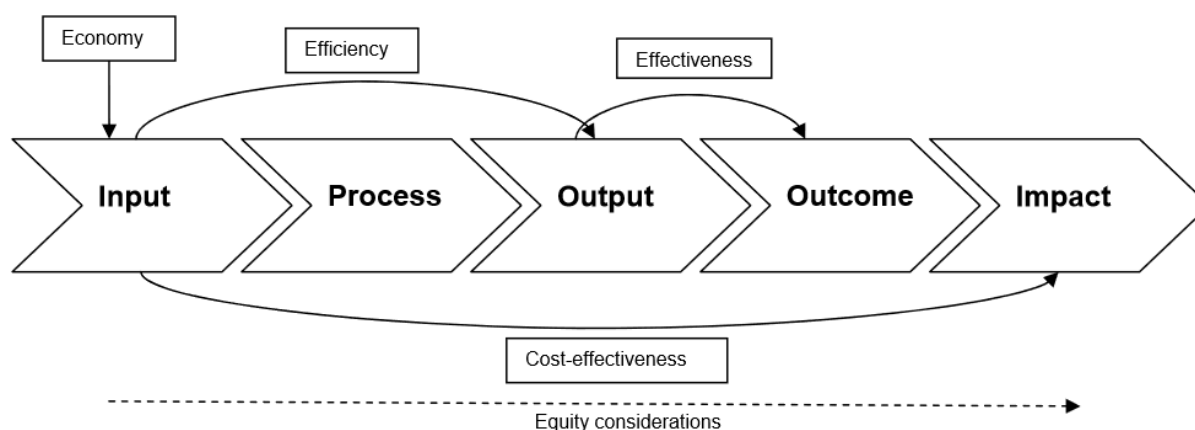 Economy
Efficiency
Effectiveness
Input
Process
Output
Outcome
Impact
Cost-effectiveness
Equity considerations